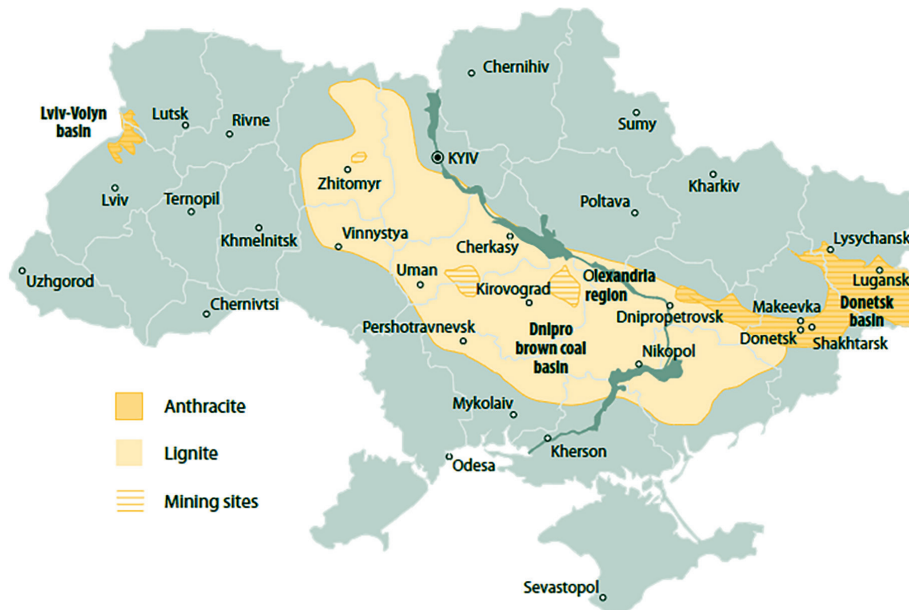 Chernihiv
Lviv-Volyn
basin
Lutsk
Rivne
Sumy
KYIV
Zhitomyr
Kharkiv
Lviv
Ternopil
Poltava
Khmelnitsk
Vinnystya
Cherkasy
Lysychansk
Uzhgorod
Uman
Olexandria
region
Lugansk
Kirovograd
Chernivtsi
Dnipropetrovsk
Makeevka
Donetsk
basin
Pershotravnevsk
Dnipro
brown coal
basin
Donetsk
Shakhtarsk
Nikopol
Anthracite
Mykolaiv
Lignite
Kherson
Odesa
Mining sites
Sevastopol